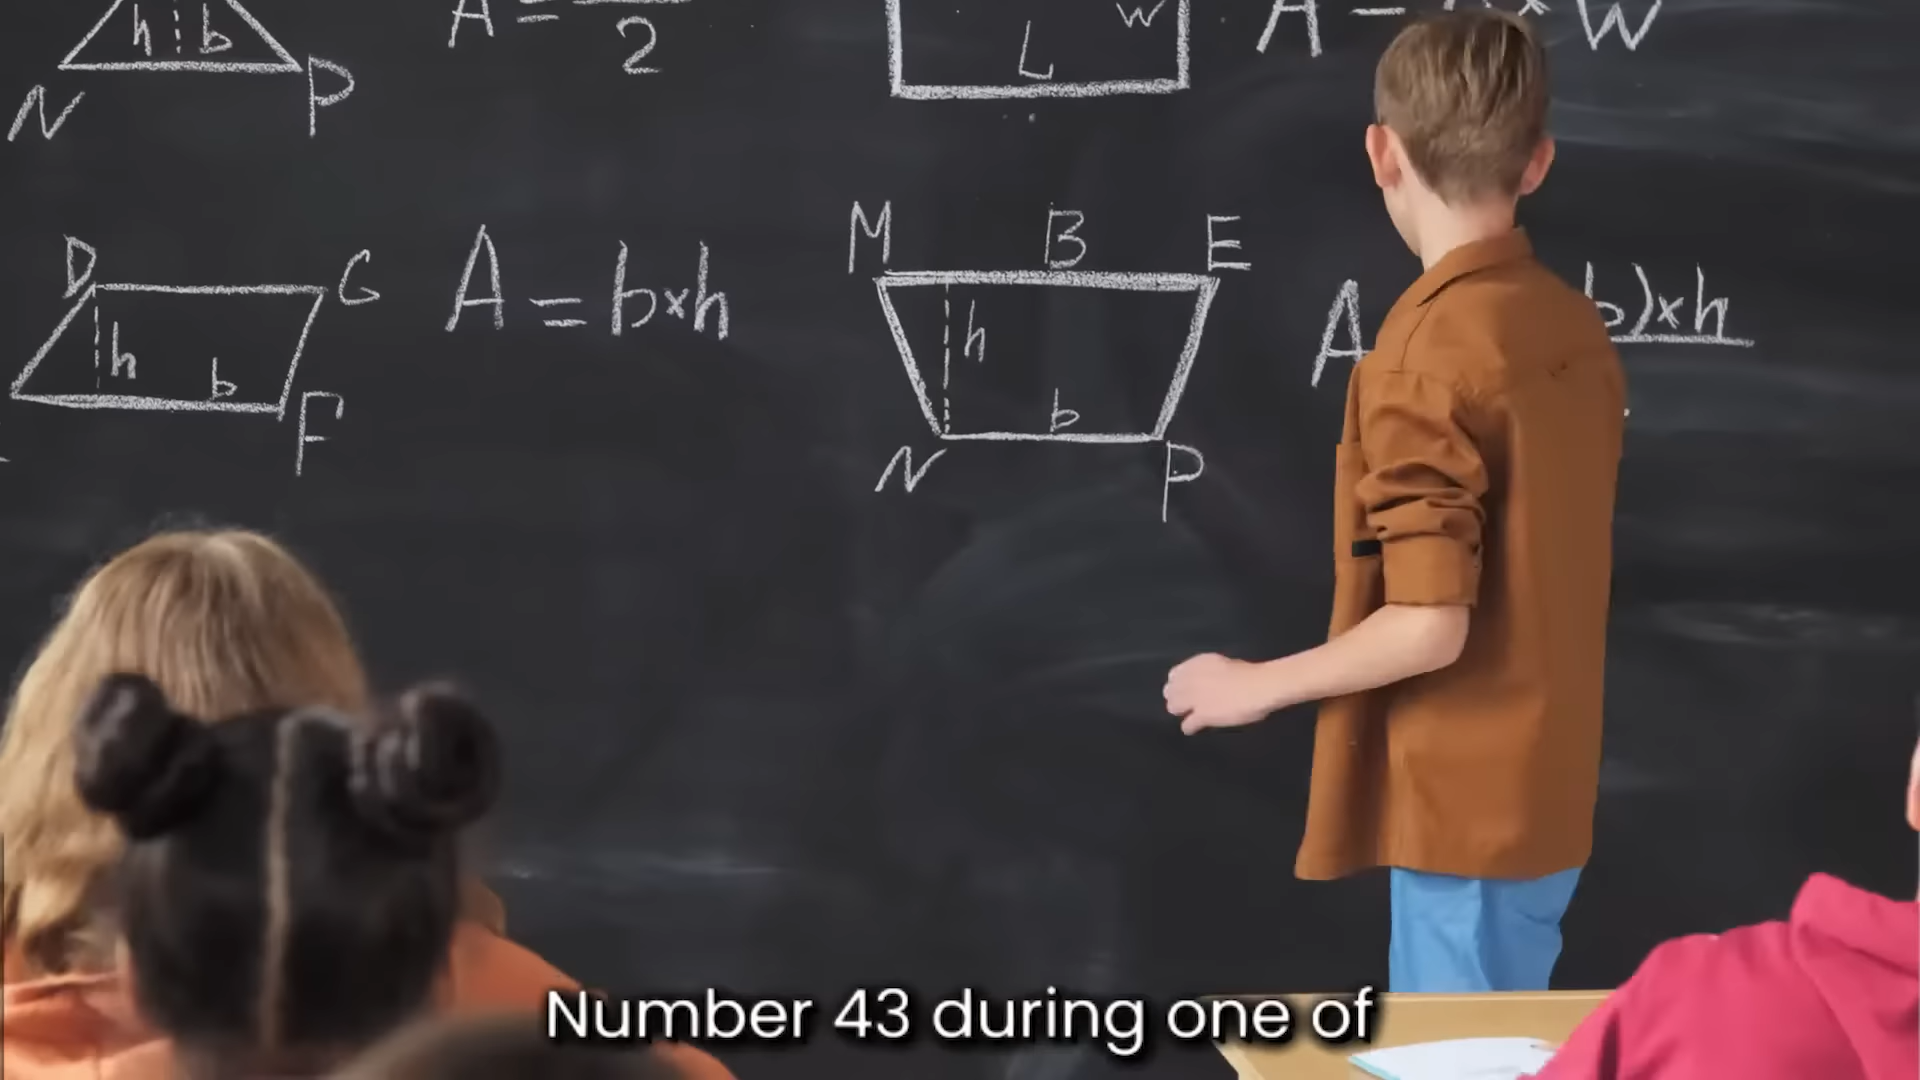 h b
N P
A = 2
L W
A = x W
D G
h b
F
A = b×h
M B E
h
b
N P
A b)×h
Number 43 during one of